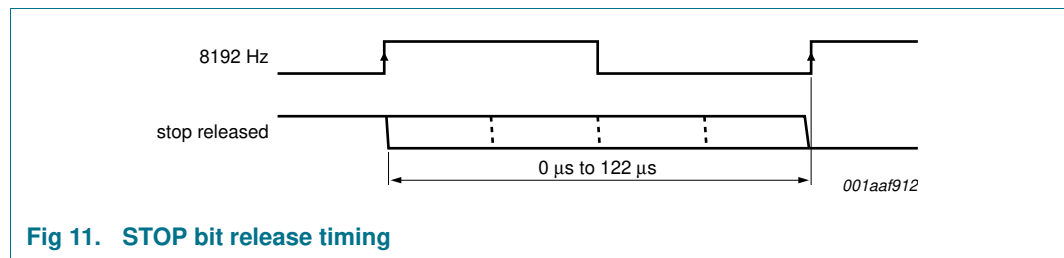 8192 Hz
stop released
0 μs to 122 μs
001aaf912
Fig 11. STOP bit release timing